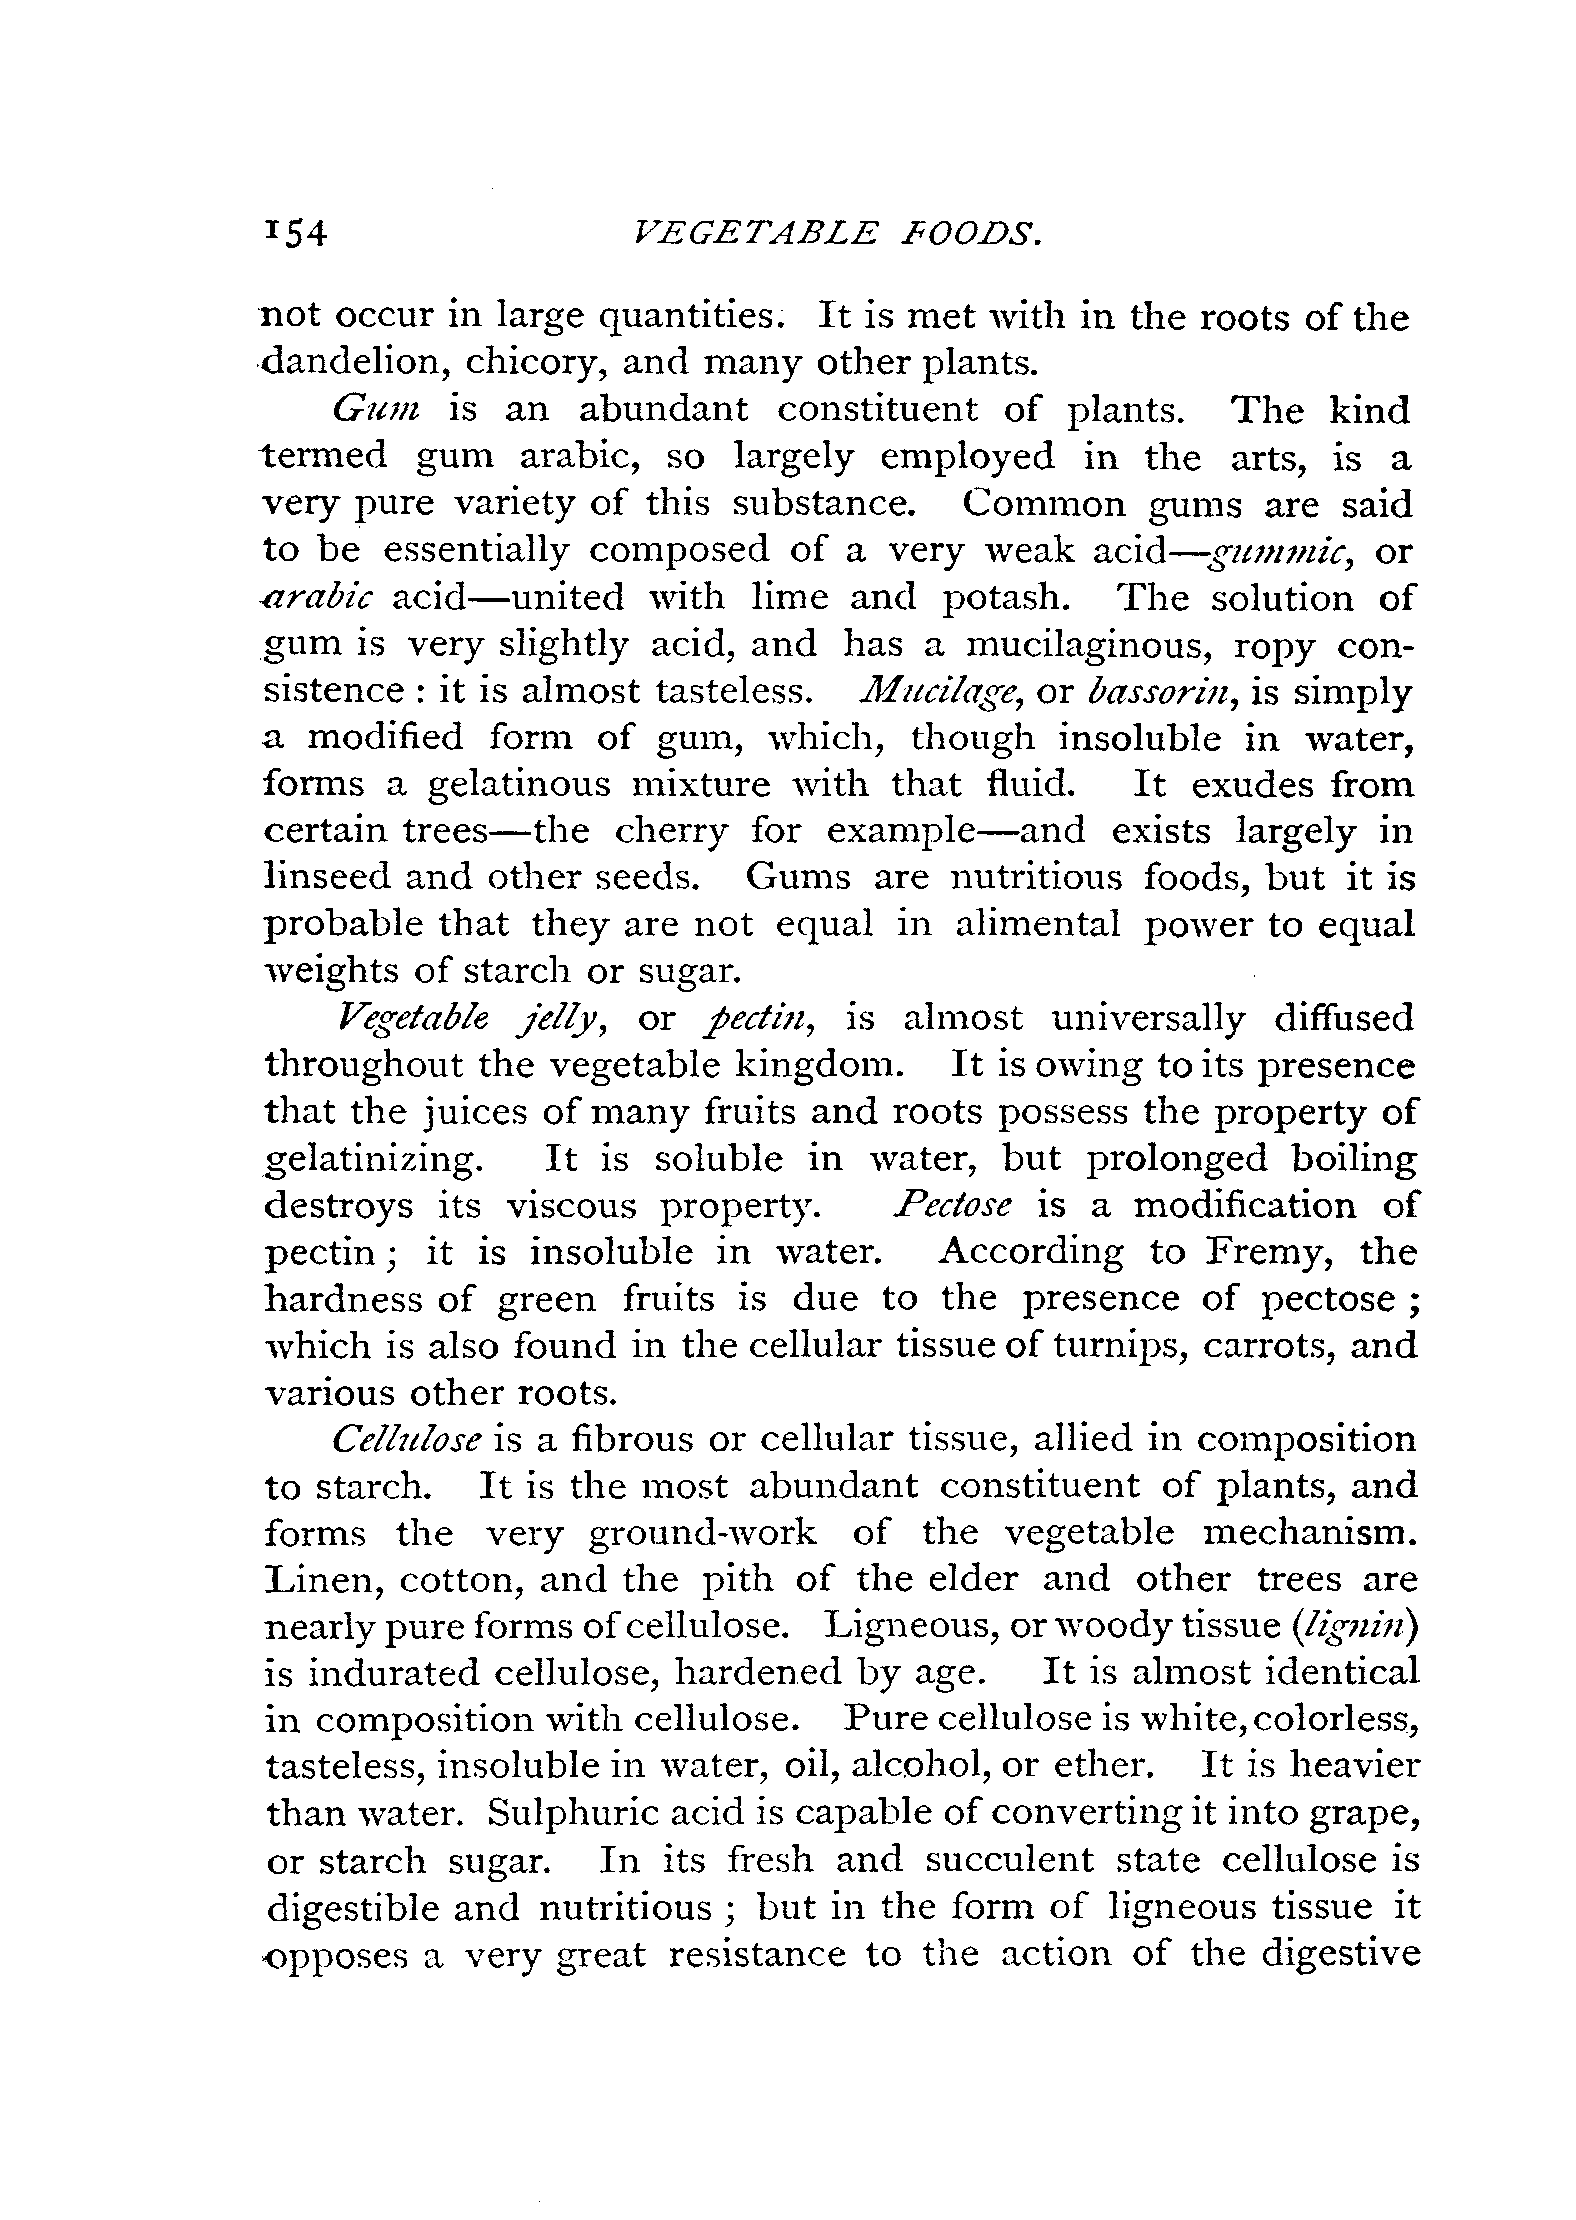 154 VEGETABLE FOODS.
not occur in large quantities. It is met with in the roots of the
dandelion, chicory, and many other plants.
Gum is an abundant constituent of plants. The kind
termed gum arabic, so largely employed in the arts, is a
very pure variety of this substance. Common gums are said
to be essentially composed of a very weak acid—gummic, or
arabic acid—united with lime and potash. The solution of
gum is very slightly acid, and has a mucilaginous, ropy con-
sistence : it is almost tasteless. Mucilage, or bassorin, is simply
a modified form of gum, which, though insoluble in water,
forms a gelatinous mixture with that fluid. It exudes from
certain trees—the cherry for example—and exists largely in
linseed and other seeds. Gums are nutritious foods, but it is
probable that they are not equal in alimental power to equal
weights of starch or sugar.
Vegetable jelly, or pectin, is almost universally diffused
throughout the vegetable kingdom. It is owing to its presence
that the juices of many fruits and roots possess the property of
gelatinizing. It is soluble in water, but prolonged boiling
destroys its viscous property. Pectose is a modification of
pectin ; it is insoluble in water. According to Fremy, the
hardness of green fruits is due to the presence of pectose ;
which is also found in the cellular tissue of turnips, carrots, and
various other roots.
Cellulose is a fibrous or cellular tissue, allied in composition
to starch. It is the most abundant constituent of plants, and
forms the very ground-work of the vegetable mechanism.
Linen, cotton, and the pith of the elder and other trees are
nearly pure forms of cellulose. Ligneous, or woody tissue (lignin)
is indurated cellulose, hardened by age. It is almost identical
in composition with cellulose. Pure cellulose is white, colorless,
tasteless, insoluble in water, oil, alcohol, or ether. It is heavier
than water. Sulphuric acid is capable of converting it into grape,
or starch sugar. In its fresh and succulent state cellulose is
digestible and nutritious ; but in the form of ligneous tissue it
opposes a very great resistance to the action of the digestive